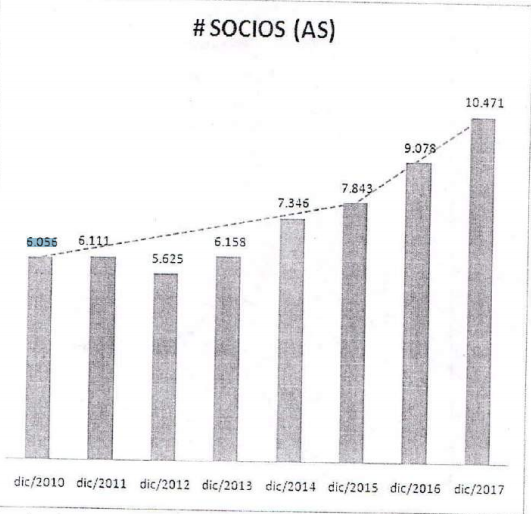 # SOCIOS (AS)
10.471
9.078
7.843
7.346
6.056 6.111 6.158
5.625
dic/2010 dic/2011 dic/2012 dic/2013 dic/2014 dic/2015 dic/2016 dic/2017